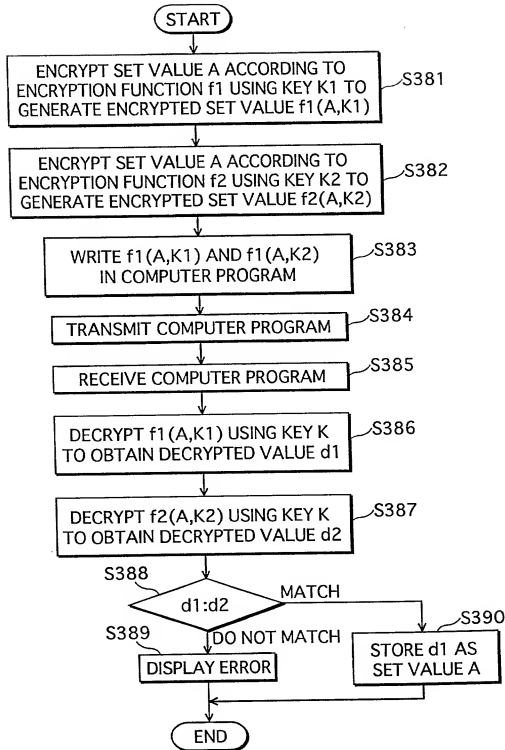 START
ENCRYPT SET VALUE A ACCORDING TO
ENCRYPTION FUNCTION f1 USING KEY K1 TO
GENERATE ENCRYPTED SET VALUE f1(A,K1)
S381
ENCRYPT SET VALUE A ACCORDING TO
ENCRYPTION FUNCTION f2 USING KEY K2 TO
GENERATE ENCRYPTED SET VALUE f2(A,K2)
S382
WRITE f1(A,K1) AND f1(A,K2)
IN COMPUTER PROGRAM
S383
TRANSMIT COMPUTER PROGRAM
S384
RECEIVE COMPUTER PROGRAM
S385
DECRYPT f1(A,K1) USING KEY K
TO OBTAIN DECRYPTED VALUE d1
S386
DECRYPT f2(A,K2) USING KEY K
TO OBTAIN DECRYPTED VALUE d2
S387
S388
d1:d2
MATCH
DO NOT MATCH
S389
DISPLAY ERROR
S390
STORE d1 AS
SET VALUE A
END